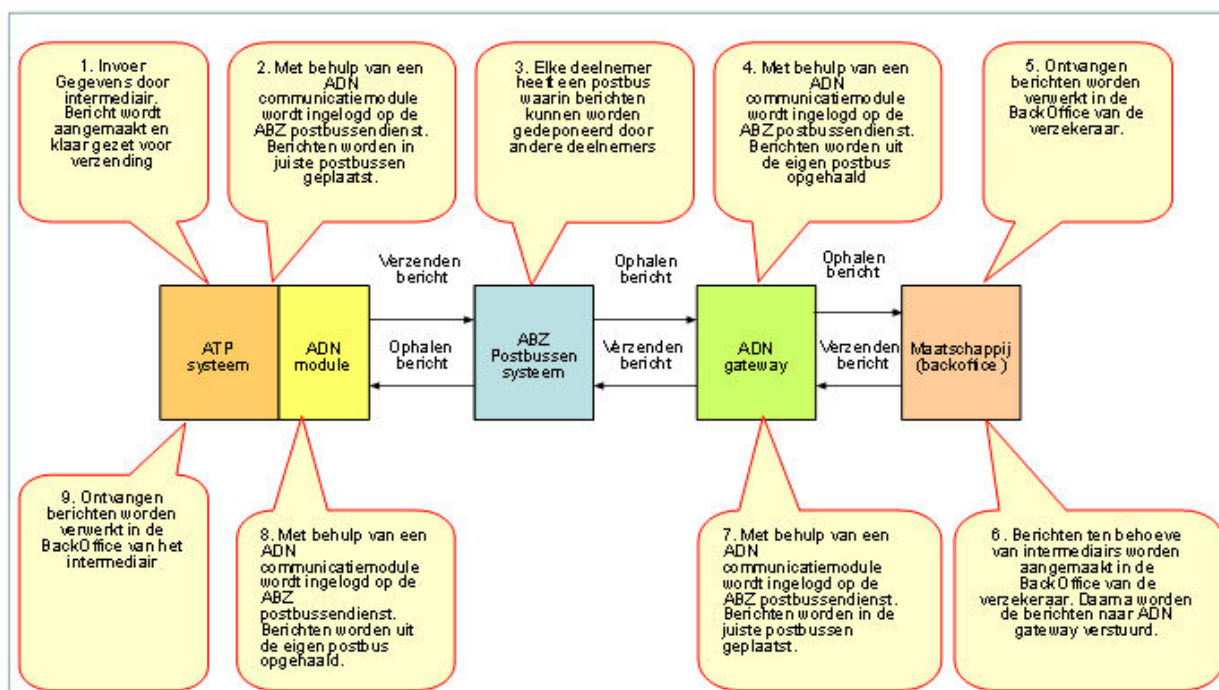 1. Invoer
Gegevens door
intermediair.
Bericht wordt
aangemaakt en
klaar gezet voor
verzending
2. Met behulp van een
ADN
communicatiemodule
wordt ingelogd op de
ABZ postbussendienst.
Berichten worden in
juiste postbussen
geplaatst.
3. Elke deelnemer
heeft een postbus
waarin berichten
kunnen worden
gedeponeerd door
andere deelnemers
4. Met behulp van een
ADN
communicatiemodule
wordt ingelogd op de
ABZ postbussendienst.
Berichten worden uit
de eigen postbus
opgehaald
5. Ontvangen
berichten worden
verwerkt in de
BackOffice van de
verzekeraar.
Verzenden
bericht
Ophalen
bericht
Ophalen
bericht
ATP
systeem
ADN
module
Ophalen
bericht
ABZ
Postbussen
systeem
Verzenden
bericht
ADN
gateway
Verzenden
bericht
Maatschappij
(backoffice )
9. Ontvangen
berichten worden
verwerkt in de
BackOffice van het
intermediair
8. Met behulp van een
ADN
communicatiemodule
wordt ingelogd op de
ABZ
postbussendienst.
Berichten worden uit
de eigen postbus
opgehaald.
7. Met behulp van een
ADN
communicatiemodule
wordt ingelogd op de
ABZ postbussendienst.
Berichten worden in de
juiste postbussen
geplaatst.
6. Berichten ten behoeve
van intermediairs worden
aangemaakt in de
BackOffice van de
verzekeraar. Daarna worden
de berichten naar ADN
gateway verstuurd.